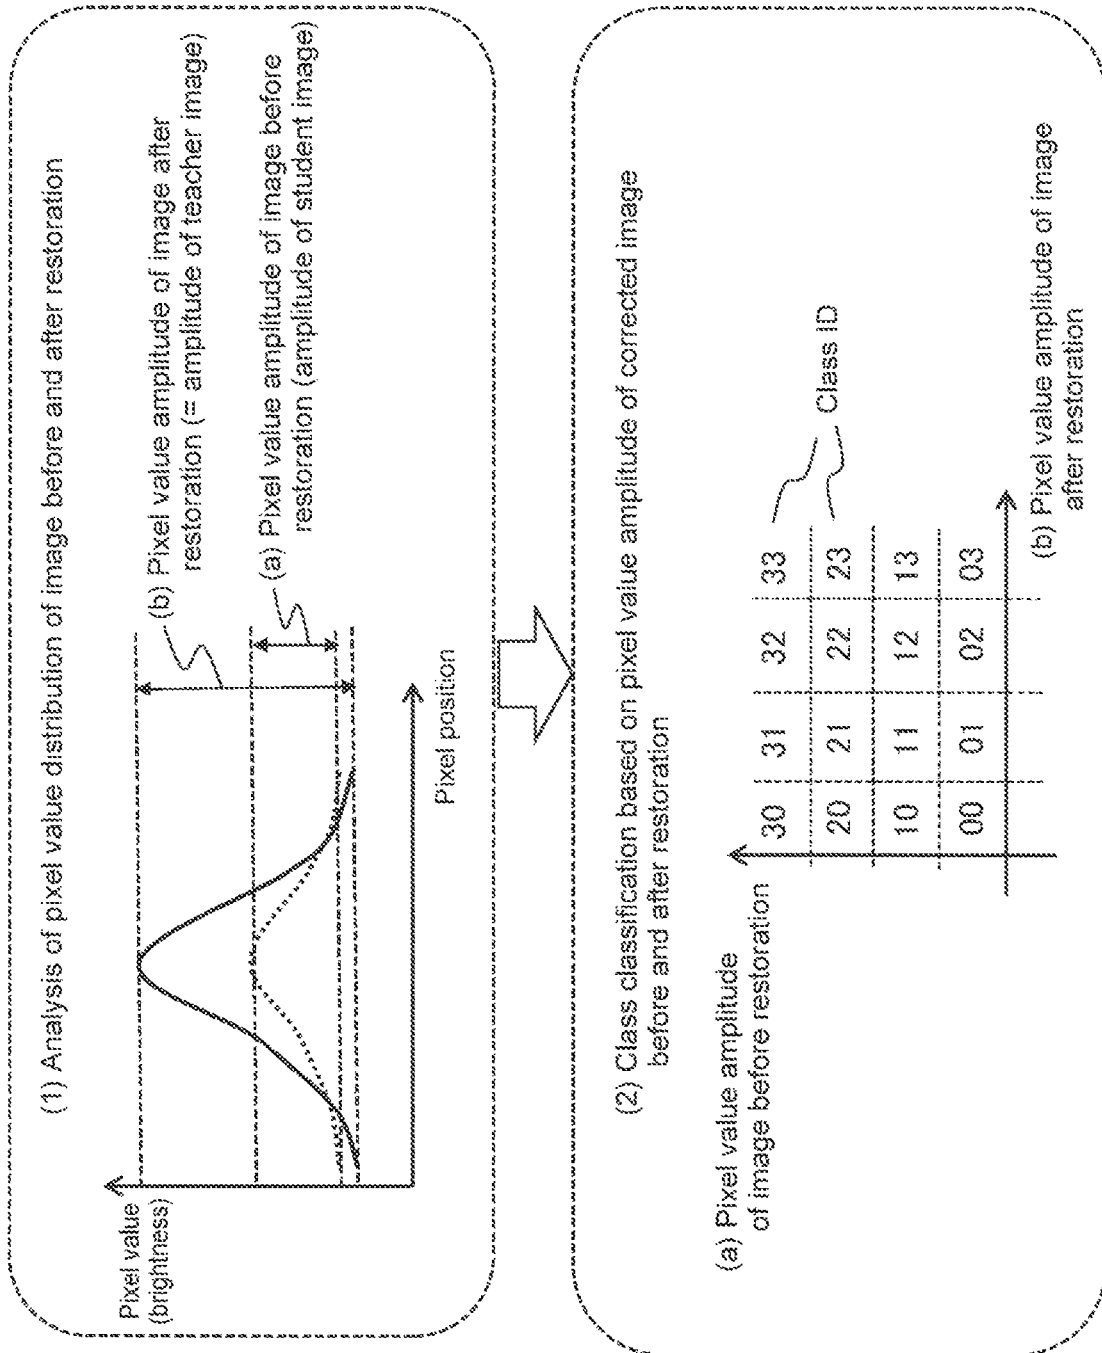 (1) Analysis of pixel value distribution of image before and after restoration
Pixel value
(brightness)
(b) Pixel value amplitude of image after
restoration (= amplitude of teacher image)
(a) Pixel value amplitude of image before
restoration (amplitude of student image)
Pixel position
(2) Class classification based on pixel value amplitude of corrected image
before and after restoration
(a) Pixel value amplitude
of image before restoration
30 31 32 33
20 21 22 23
10 11 12 13
00 01 02 03
Class ID
(b) Pixel value amplitude of image
after restoration